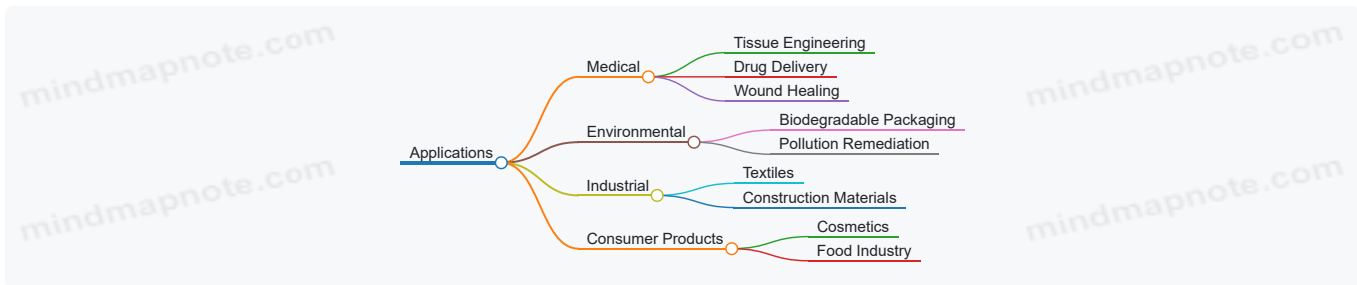 mindmapnote.com
mindmapnote.com
Tissue Engineering
Medical
Drug Delivery
Wound Healing
Biodegradable Packaging
Environmental
Pollution Remediation
Applications
Textiles
Industrial
Construction Materials
Cosmetics
Consumer Products
Food Industry
mindmapnote.com
mindmapnote.com